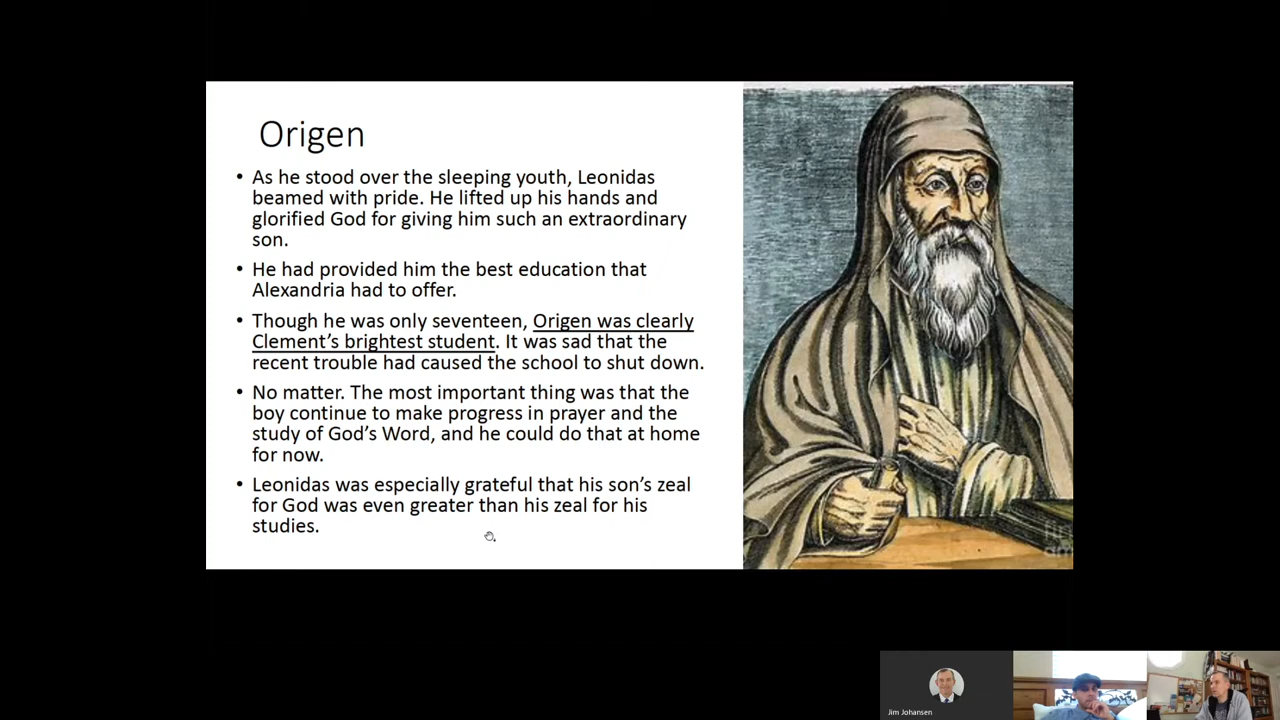 Origen
• As he stood over the sleeping youth, Leonidas
beamed with pride. He lifted up his hands and
glorified God for giving him such an extraordinary
son.
• He had provided him the best education that
Alexandria had to offer.
• Though he was only seventeen, Origen was clearly
Clement’s brightest student. It was sad that the
recent trouble had caused the school to shut down.
• No matter. The most important thing was that the
boy continue to make progress in prayer and the
study of God’s Word, and he could do that at home
for now.
• Leonidas was especially grateful that his son’s zeal
for God was even greater than his zeal for his
studies.
Jim Johansen